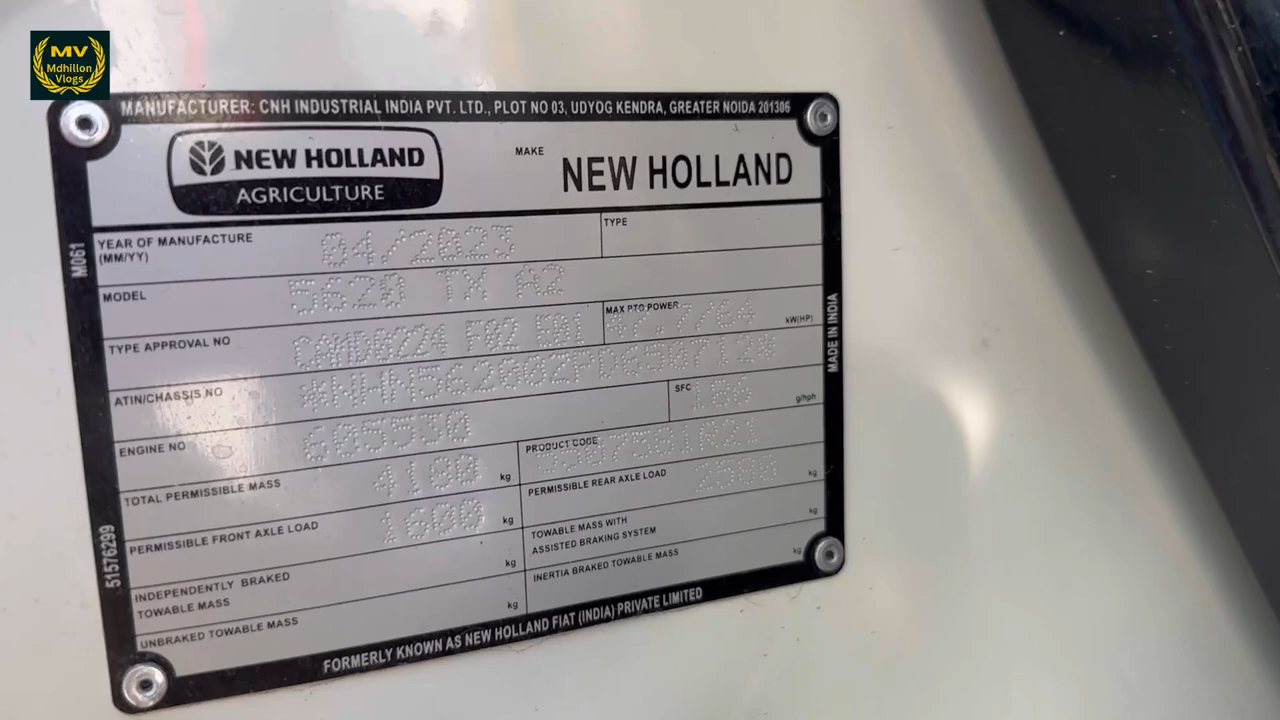 MV
Mdhillon
Vlogs
MANUFACTURER: CNH INDUSTRIAL INDIA PVT. LTD., PLOT NO 03, UDYOG KENDRA, GREATER NOIDA 201306
NEW HOLLAND
AGRICULTURE
MAKE
NEW HOLLAND
M061
YEAR OF MANUFACTURE
(MM/YY)
04/2023
TYPE
MODEL
5620 TX A2
TYPE APPROVAL NO
MAX PTO POWER
kW(HP)
ATIN/CHASSIS NO
ENGINE NO
605530
SFC
g/hph
TOTAL PERMISSIBLE MASS
4180 kg
PRODUCT CODE
PERMISSIBLE FRONT AXLE LOAD
1600 kg
PERMISSIBLE REAR AXLE LOAD
kg
INDEPENDENTLY BRAKED
TOWABLE MASS
kg
TOWABLE MASS WITH
ASSISTED BRAKING SYSTEM
kg
UNBRAKED TOWABLE MASS
kg
INERTIA BRAKED TOWABLE MASS
kg
51576299
MADE IN INDIA
FORMERLY KNOWN AS NEW HOLLAND FIAT (INDIA) PRIVATE LIMITED